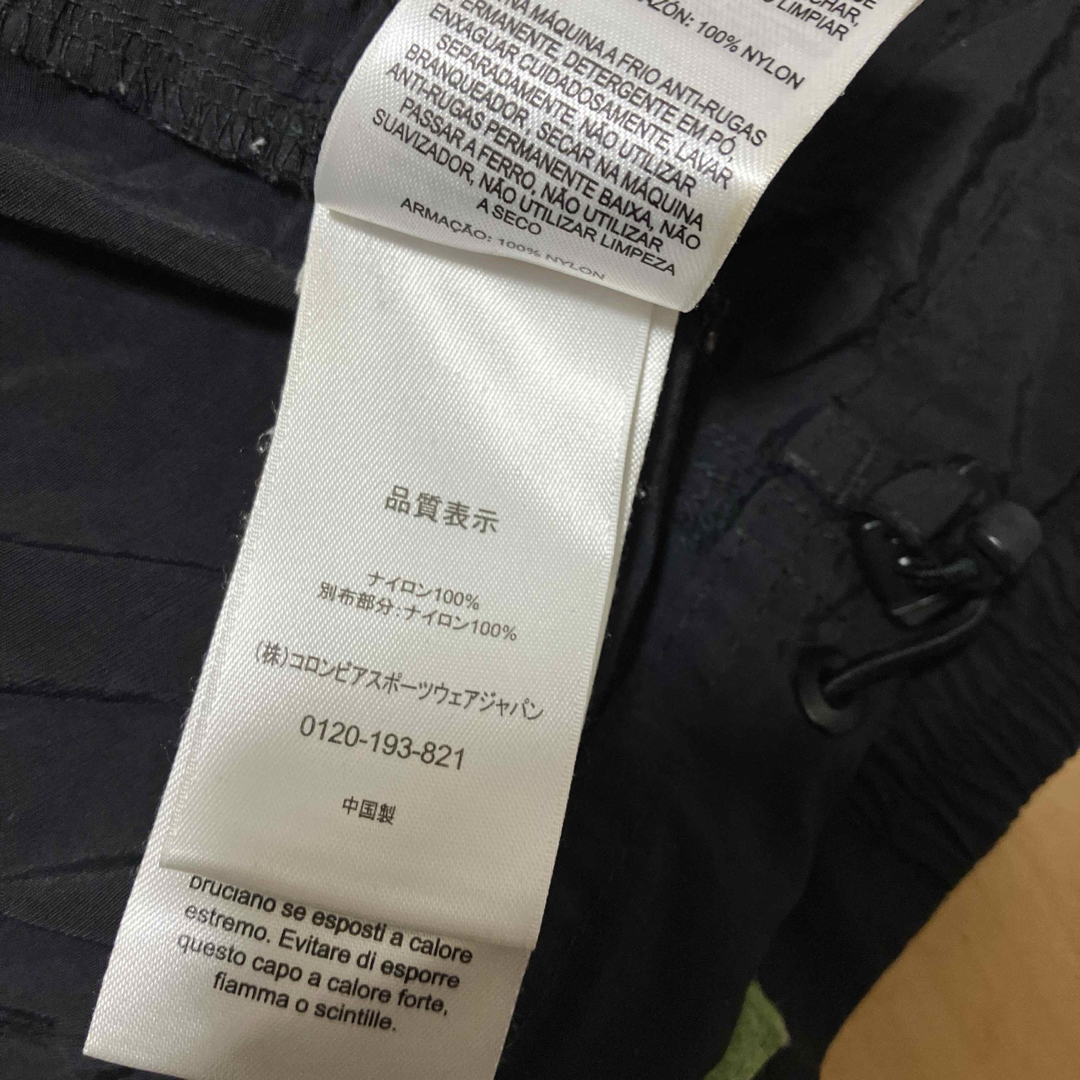 CHAR,
LIMPIAR
100% NYLON
NA MÁQUINA A FRIO ANTI-RUGAS
PERMANENTE, DETERGENTE EM PÓ,
ENXAGUAR CUIDADOSAMENTE, LAVAR
SEPARADAMENTE, NÃO UTILIZAR
BRANQUEADOR, SECAR NA MÁQUINA
ANTI-RUGAS PERMANENTE BAIXA, NÃO
PASSAR A FERRO, NÃO UTILIZAR
SUAVIZADOR, NÃO UTILIZAR LIMPEZA
A SECO
ARMAÇÃO: 100% NYLON
品質表示
ナイロン100%
別布部分:ナイロン100%
(株)コロンビアスポーツウェアジャパン
0120-193-821
中国製
bruciano se esposti a calore
estremo. Evitare di esporre
questo capo a calore forte,
fiamma o scintille.